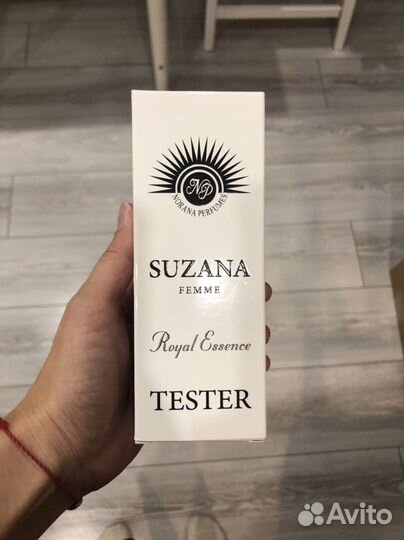 NP
NORANA PERFUMES
SUZANA
FEMME
Royal Essence
TESTER
Avito